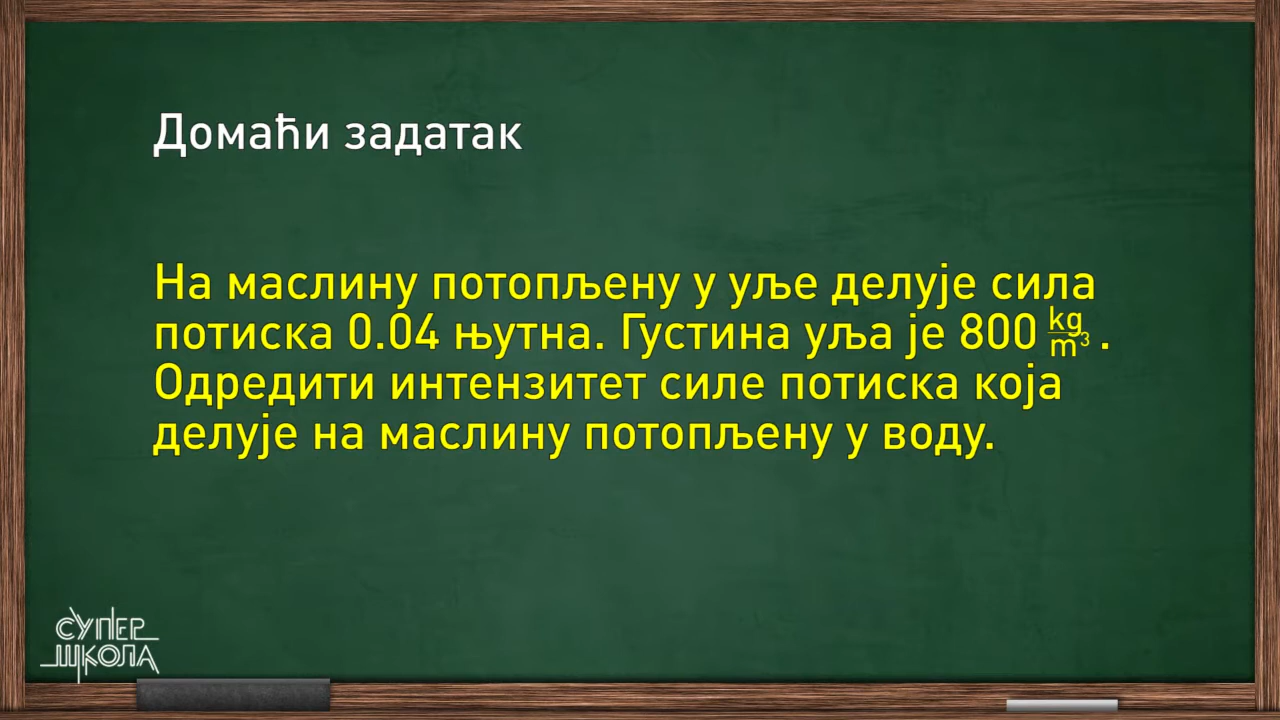 Домаћи задатак
На маслину потопљену у уље делује сила
потиска 0.04 њутна. Густина уља је 800 kg/m³ .
Одредити интензитет силе потиска која
делује на маслину потопљену у воду.
СУПЕР
ШКОЛА